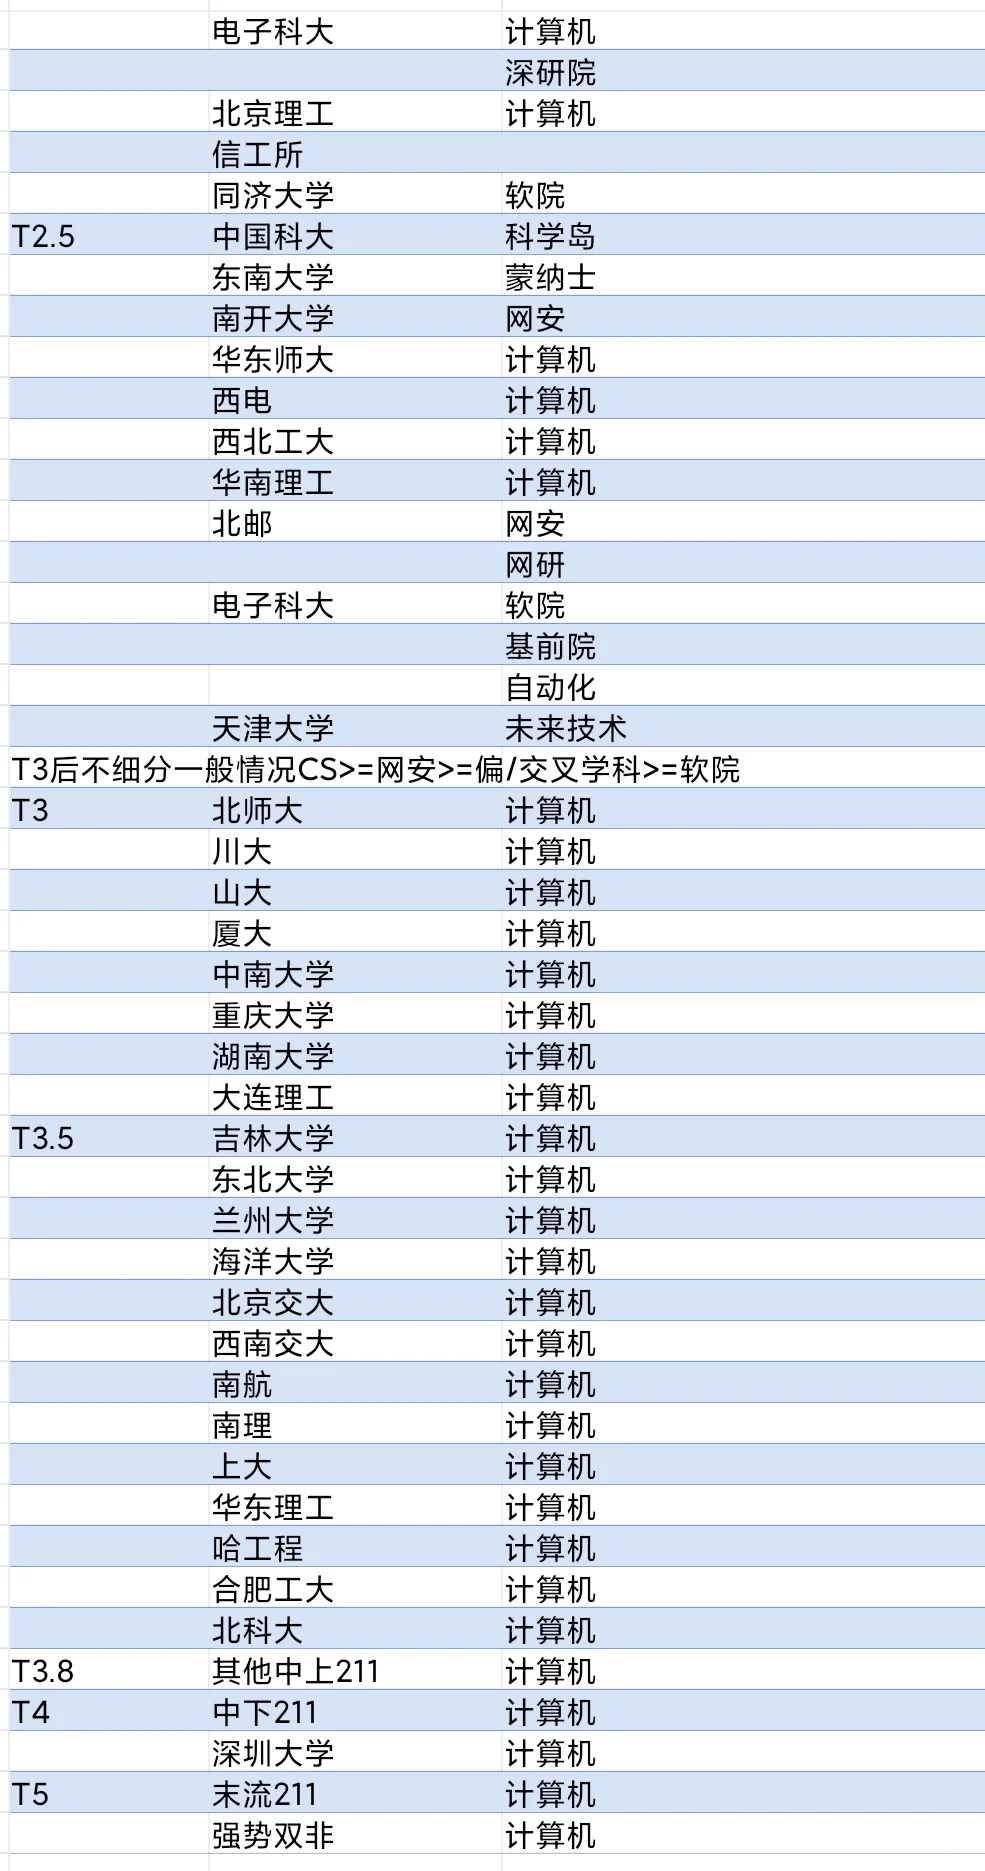 电子科大 计算机
深研院
北京理工 计算机
信工所
同济大学 软院
T2.5 中国科大 科学岛
东南大学 蒙纳士
南开大学 网安
华东师大 计算机
西电 计算机
西北工大 计算机
华南理工 计算机
北邮 网安
网研
电子科大 软院
基前院
自动化
天津大学 未来技术
T3后不细分一般情况CS>=网安>=偏/交叉学科>=软院
T3 北师大 计算机
川大 计算机
山大 计算机
厦大 计算机
中南大学 计算机
重庆大学 计算机
湖南大学 计算机
大连理工 计算机
T3.5 吉林大学 计算机
东北大学 计算机
兰州大学 计算机
海洋大学 计算机
北京交大 计算机
西南交大 计算机
南航 计算机
南理 计算机
上大 计算机
华东理工 计算机
哈工程 计算机
合肥工大 计算机
北科大 计算机
T3.8 其他中上211 计算机
T4 中下211 计算机
深圳大学 计算机
T5 末流211 计算机
强势双非 计算机